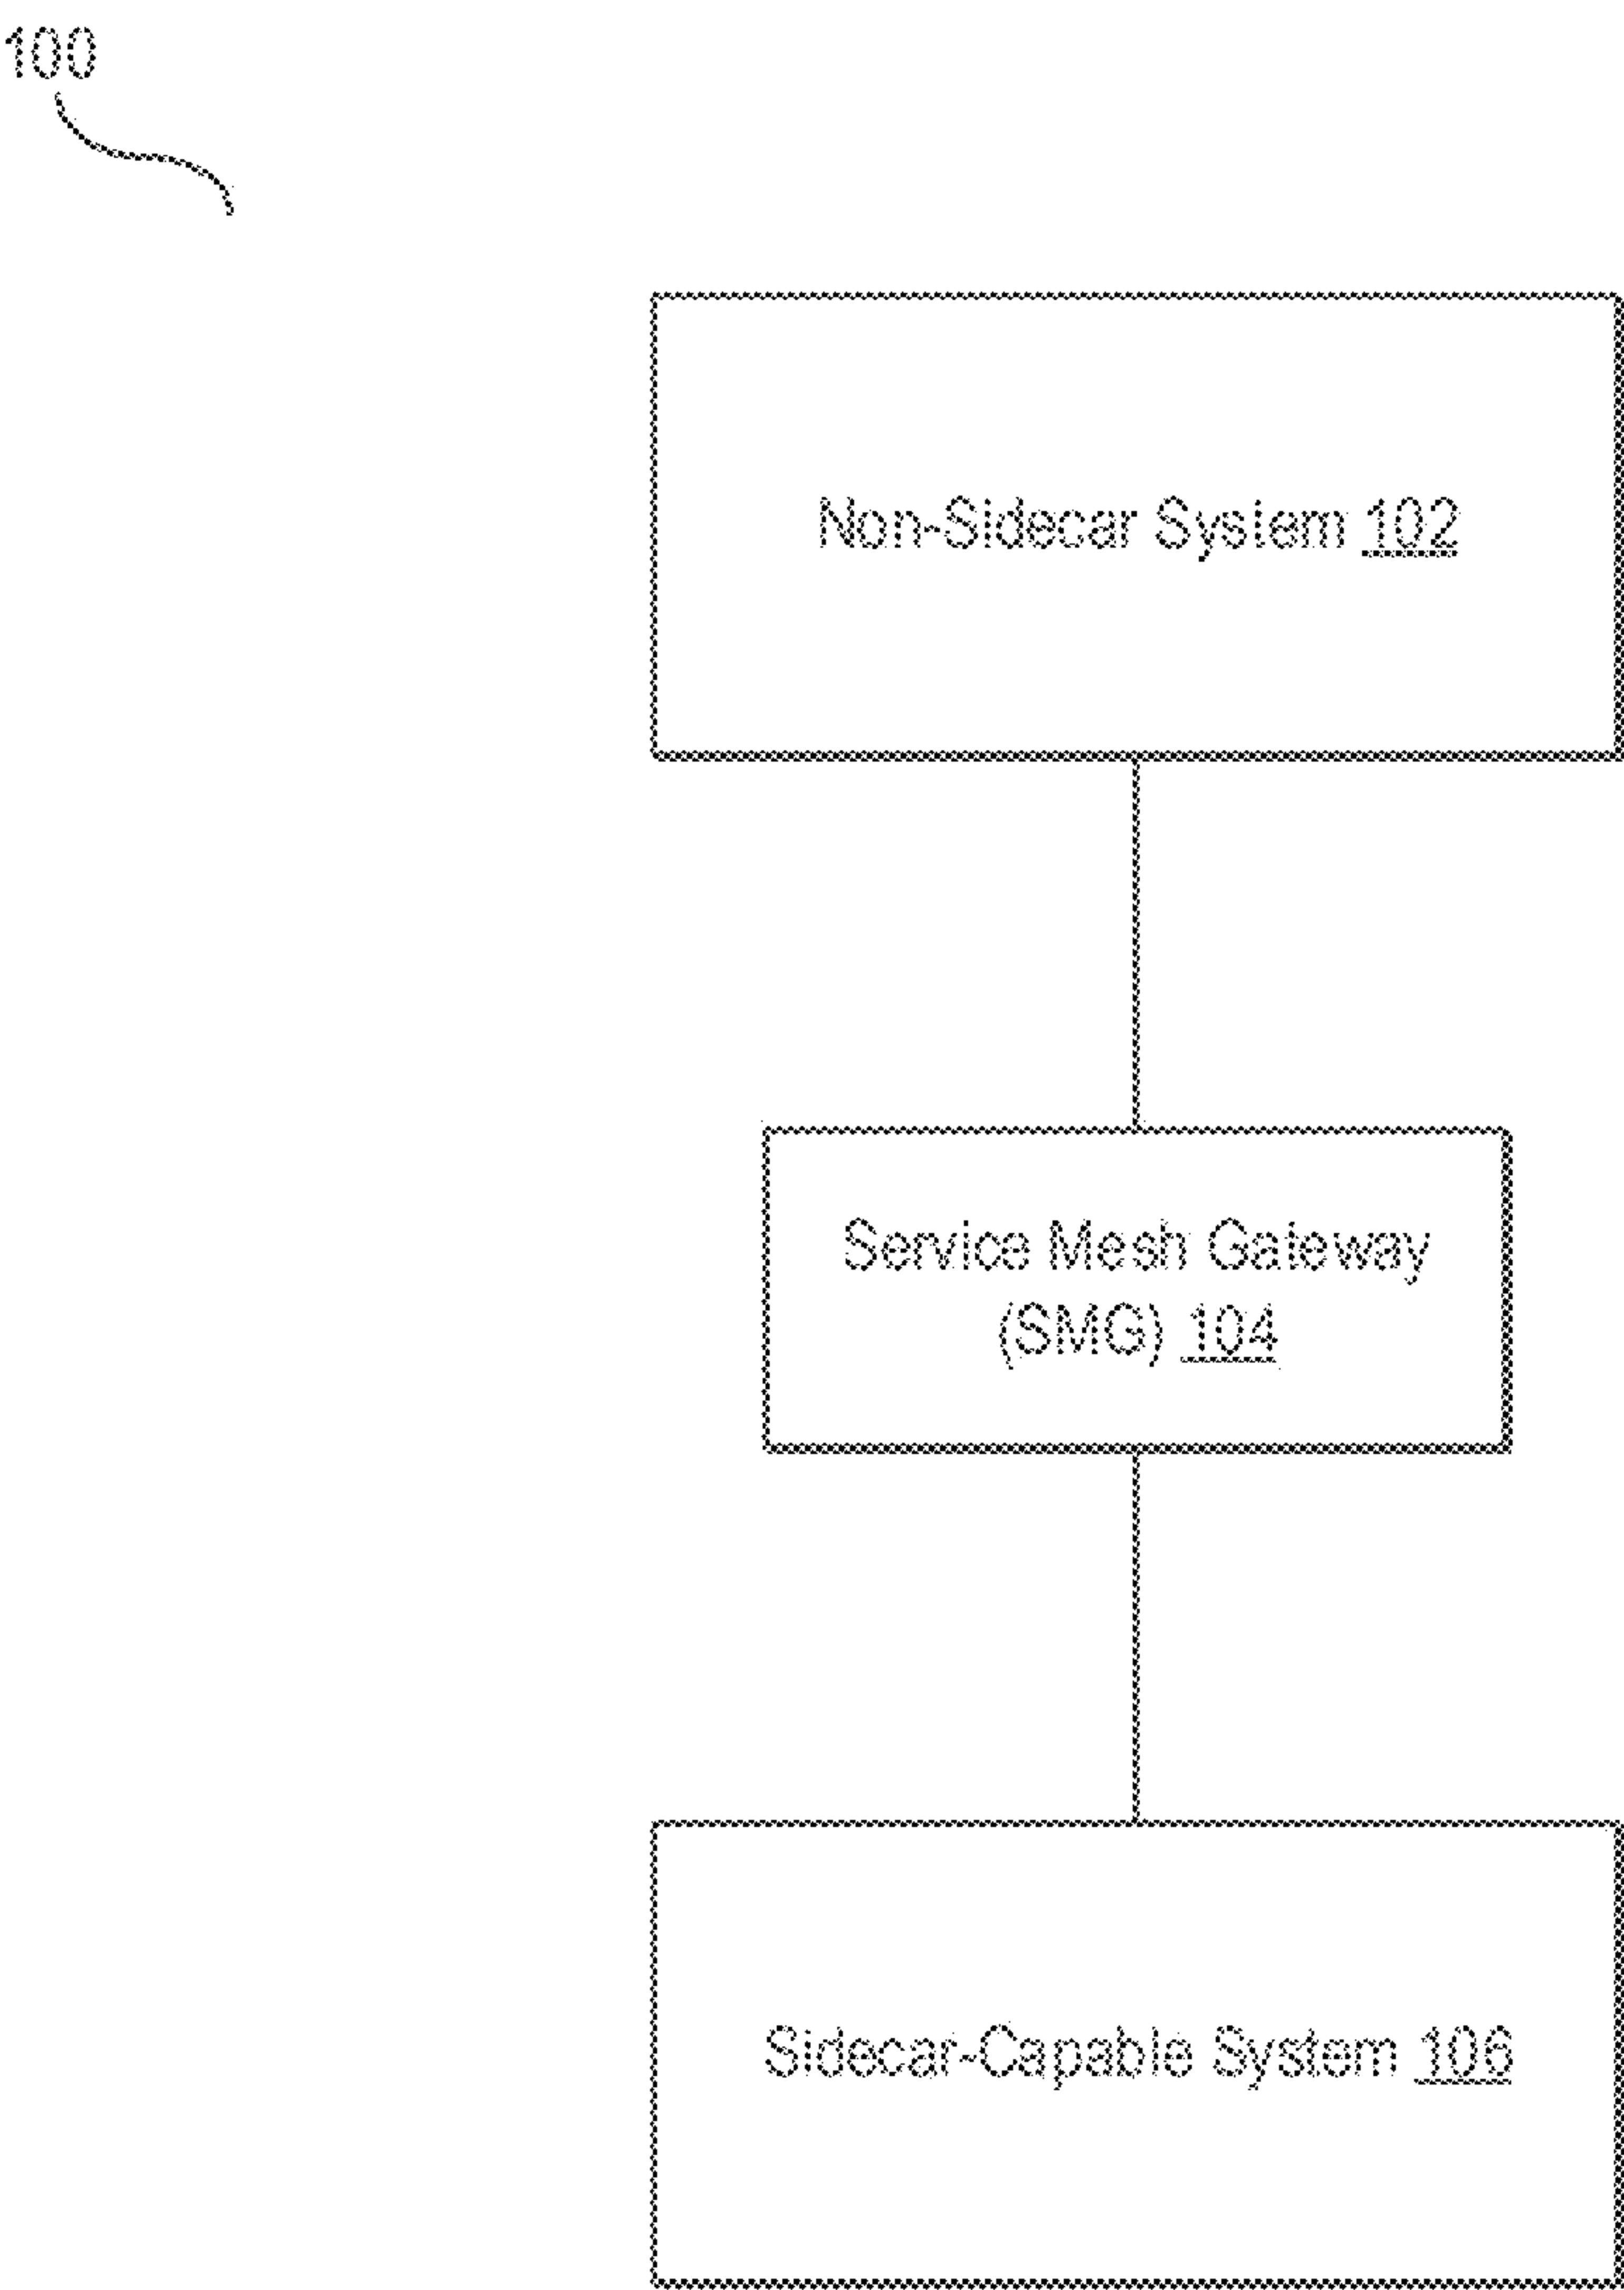 100
Non-Sidecar System 102
Service Mesh Gateway
(SMG) 104
Sidecar-Capable System 106